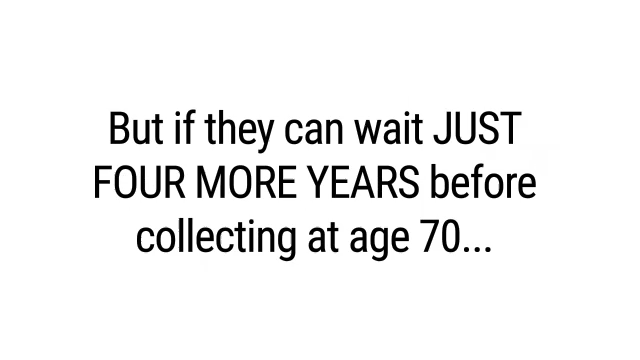 But if they can wait JUST
FOUR MORE YEARS before
collecting at age 70...